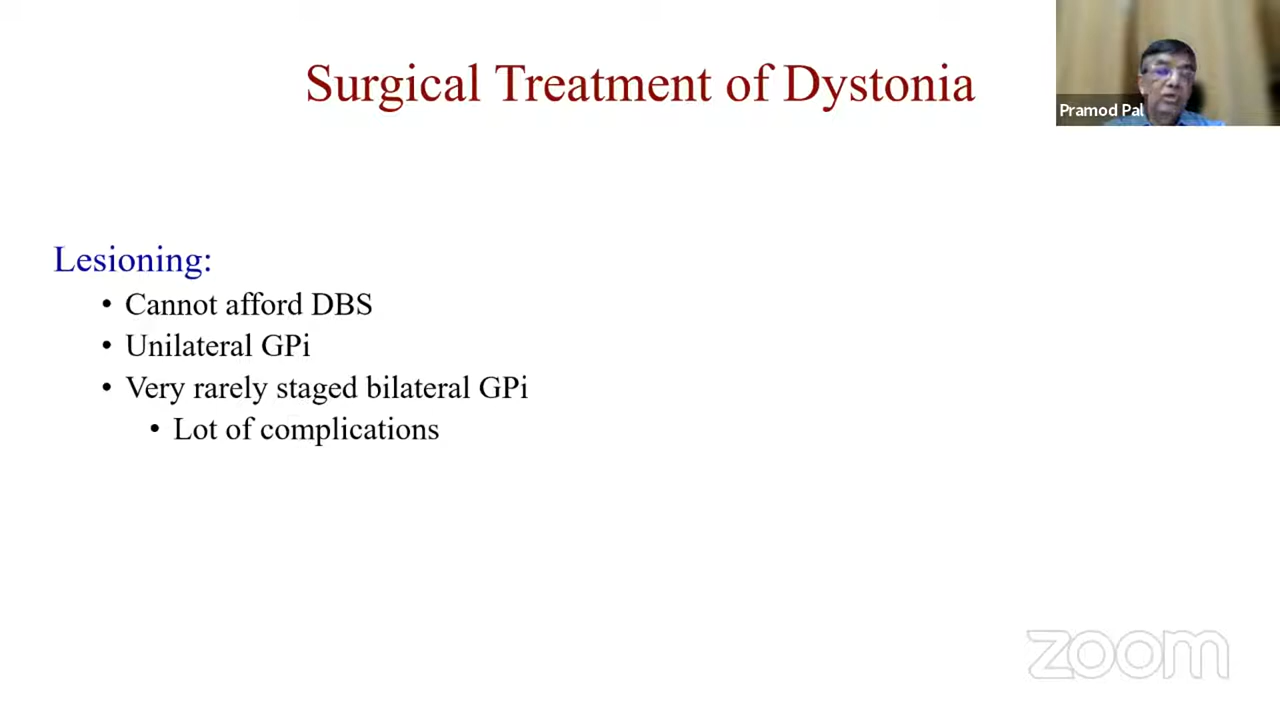 Surgical Treatment of Dystonia
Pramod Pal
Lesioning:
• Cannot afford DBS
• Unilateral GPi
• Very rarely staged bilateral GPi
• Lot of complications
zoom